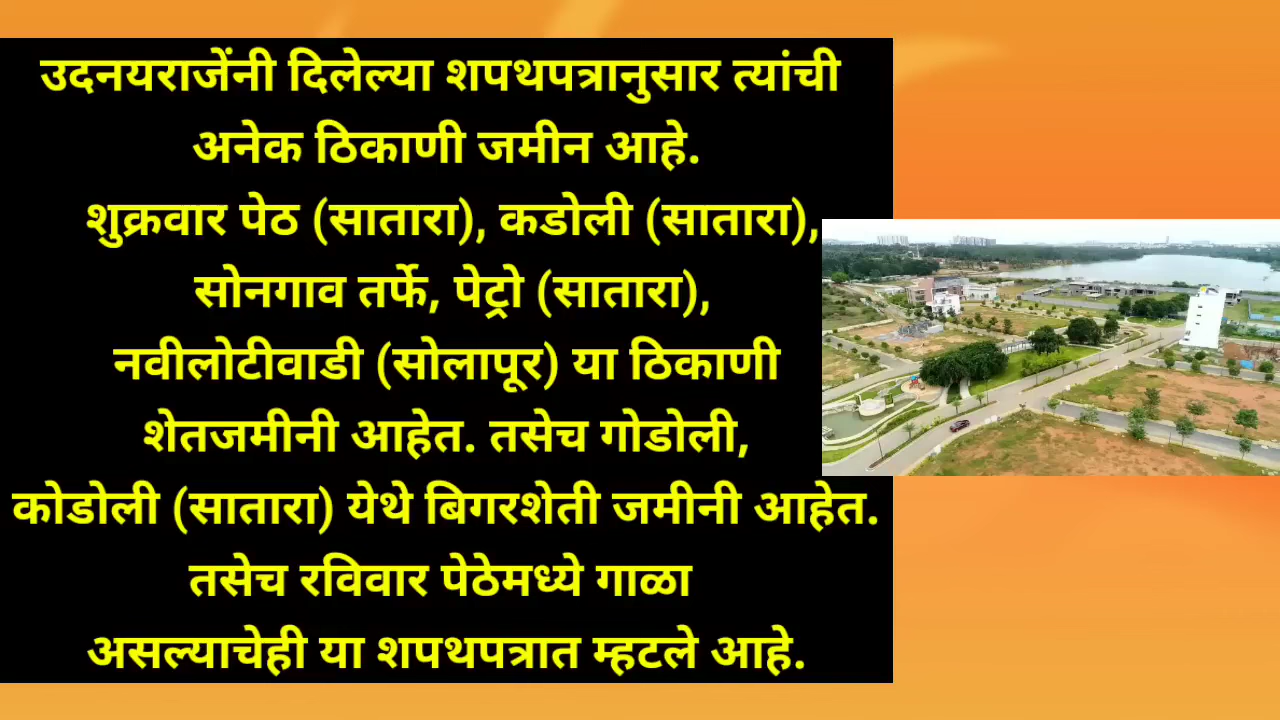 उदनयराजेंनी दिलेल्या शपथपत्रानुसार त्यांची
अनेक ठिकाणी जमीन आहे.
शुक्रवार पेठ (सातारा), कडोली (सातारा),
सोनगाव तर्फे, पेट्रो (सातारा),
नवीलोटीवाडी (सोलापूर) या ठिकाणी
शेतजमीनी आहेत. तसेच गोडोली,
कोडोली (सातारा) येथे बिगरशेती जमीनी आहेत.
तसेच रविवार पेठेमध्ये गाळा
असल्याचेही या शपथपत्रात म्हटले आहे.